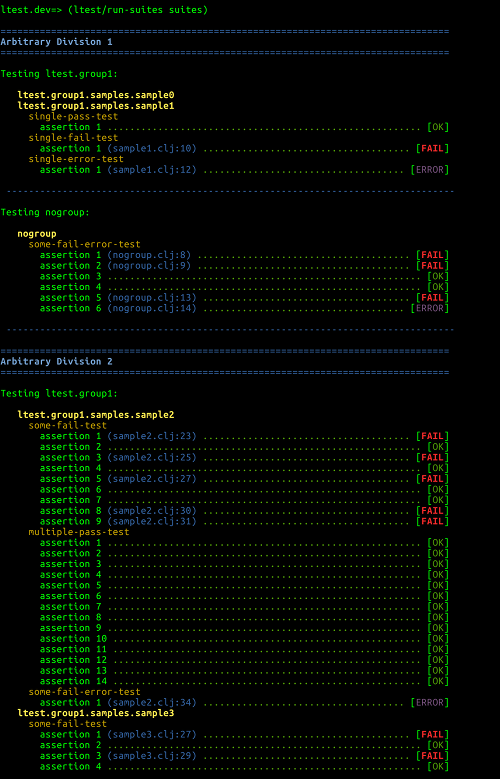 ltest.dev=> (ltest/run-suites suites)
================================================================================
Arbitrary Division 1
================================================================================
Testing ltest.group1:
ltest.group1.samples.sample0
ltest.group1.samples.sample1
single-pass-test
assertion 1 ........................................................ [OK]
single-fail-test
assertion 1 (sample1.clj:10) ..................................... [FAIL]
single-error-test
assertion 1 (sample1.clj:12) .................................... [ERROR]
--------------------------------------------------------------------------------
Testing nogroup:
nogroup
some-fail-error-test
assertion 1 (nogroup.clj:8) ...................................... [FAIL]
assertion 2 (nogroup.clj:9) ...................................... [FAIL]
assertion 3 ........................................................ [OK]
assertion 4 ........................................................ [OK]
assertion 5 (nogroup.clj:13) ..................................... [FAIL]
assertion 6 (nogroup.clj:14) .................................... [ERROR]
--------------------------------------------------------------------------------
================================================================================
Arbitrary Division 2
================================================================================
Testing ltest.group1:
ltest.group1.samples.sample2
some-fail-test
assertion 1 (sample2.clj:23) ..................................... [FAIL]
assertion 2 ........................................................ [OK]
assertion 3 (sample2.clj:25) ..................................... [FAIL]
assertion 4 ........................................................ [OK]
assertion 5 (sample2.clj:27) ..................................... [FAIL]
assertion 6 ........................................................ [OK]
assertion 7 ........................................................ [OK]
assertion 8 (sample2.clj:30) ..................................... [FAIL]
assertion 9 (sample2.clj:31) ..................................... [FAIL]
multiple-pass-test
assertion 1 ........................................................ [OK]
assertion 2 ........................................................ [OK]
assertion 3 ........................................................ [OK]
assertion 4 ........................................................ [OK]
assertion 5 ........................................................ [OK]
assertion 6 ........................................................ [OK]
assertion 7 ........................................................ [OK]
assertion 8 ........................................................ [OK]
assertion 9 ........................................................ [OK]
assertion 10 ....................................................... [OK]
assertion 11 ....................................................... [OK]
assertion 12 ....................................................... [OK]
assertion 13 ....................................................... [OK]
assertion 14 ....................................................... [OK]
some-fail-error-test
assertion 1 (sample2.clj:34) .................................... [ERROR]
ltest.group1.samples.sample3
some-fail-test
assertion 1 (sample3.clj:27) ..................................... [FAIL]
assertion 2 ........................................................ [OK]
assertion 3 (sample3.clj:29) ..................................... [FAIL]
assertion 4 ........................................................ [OK]